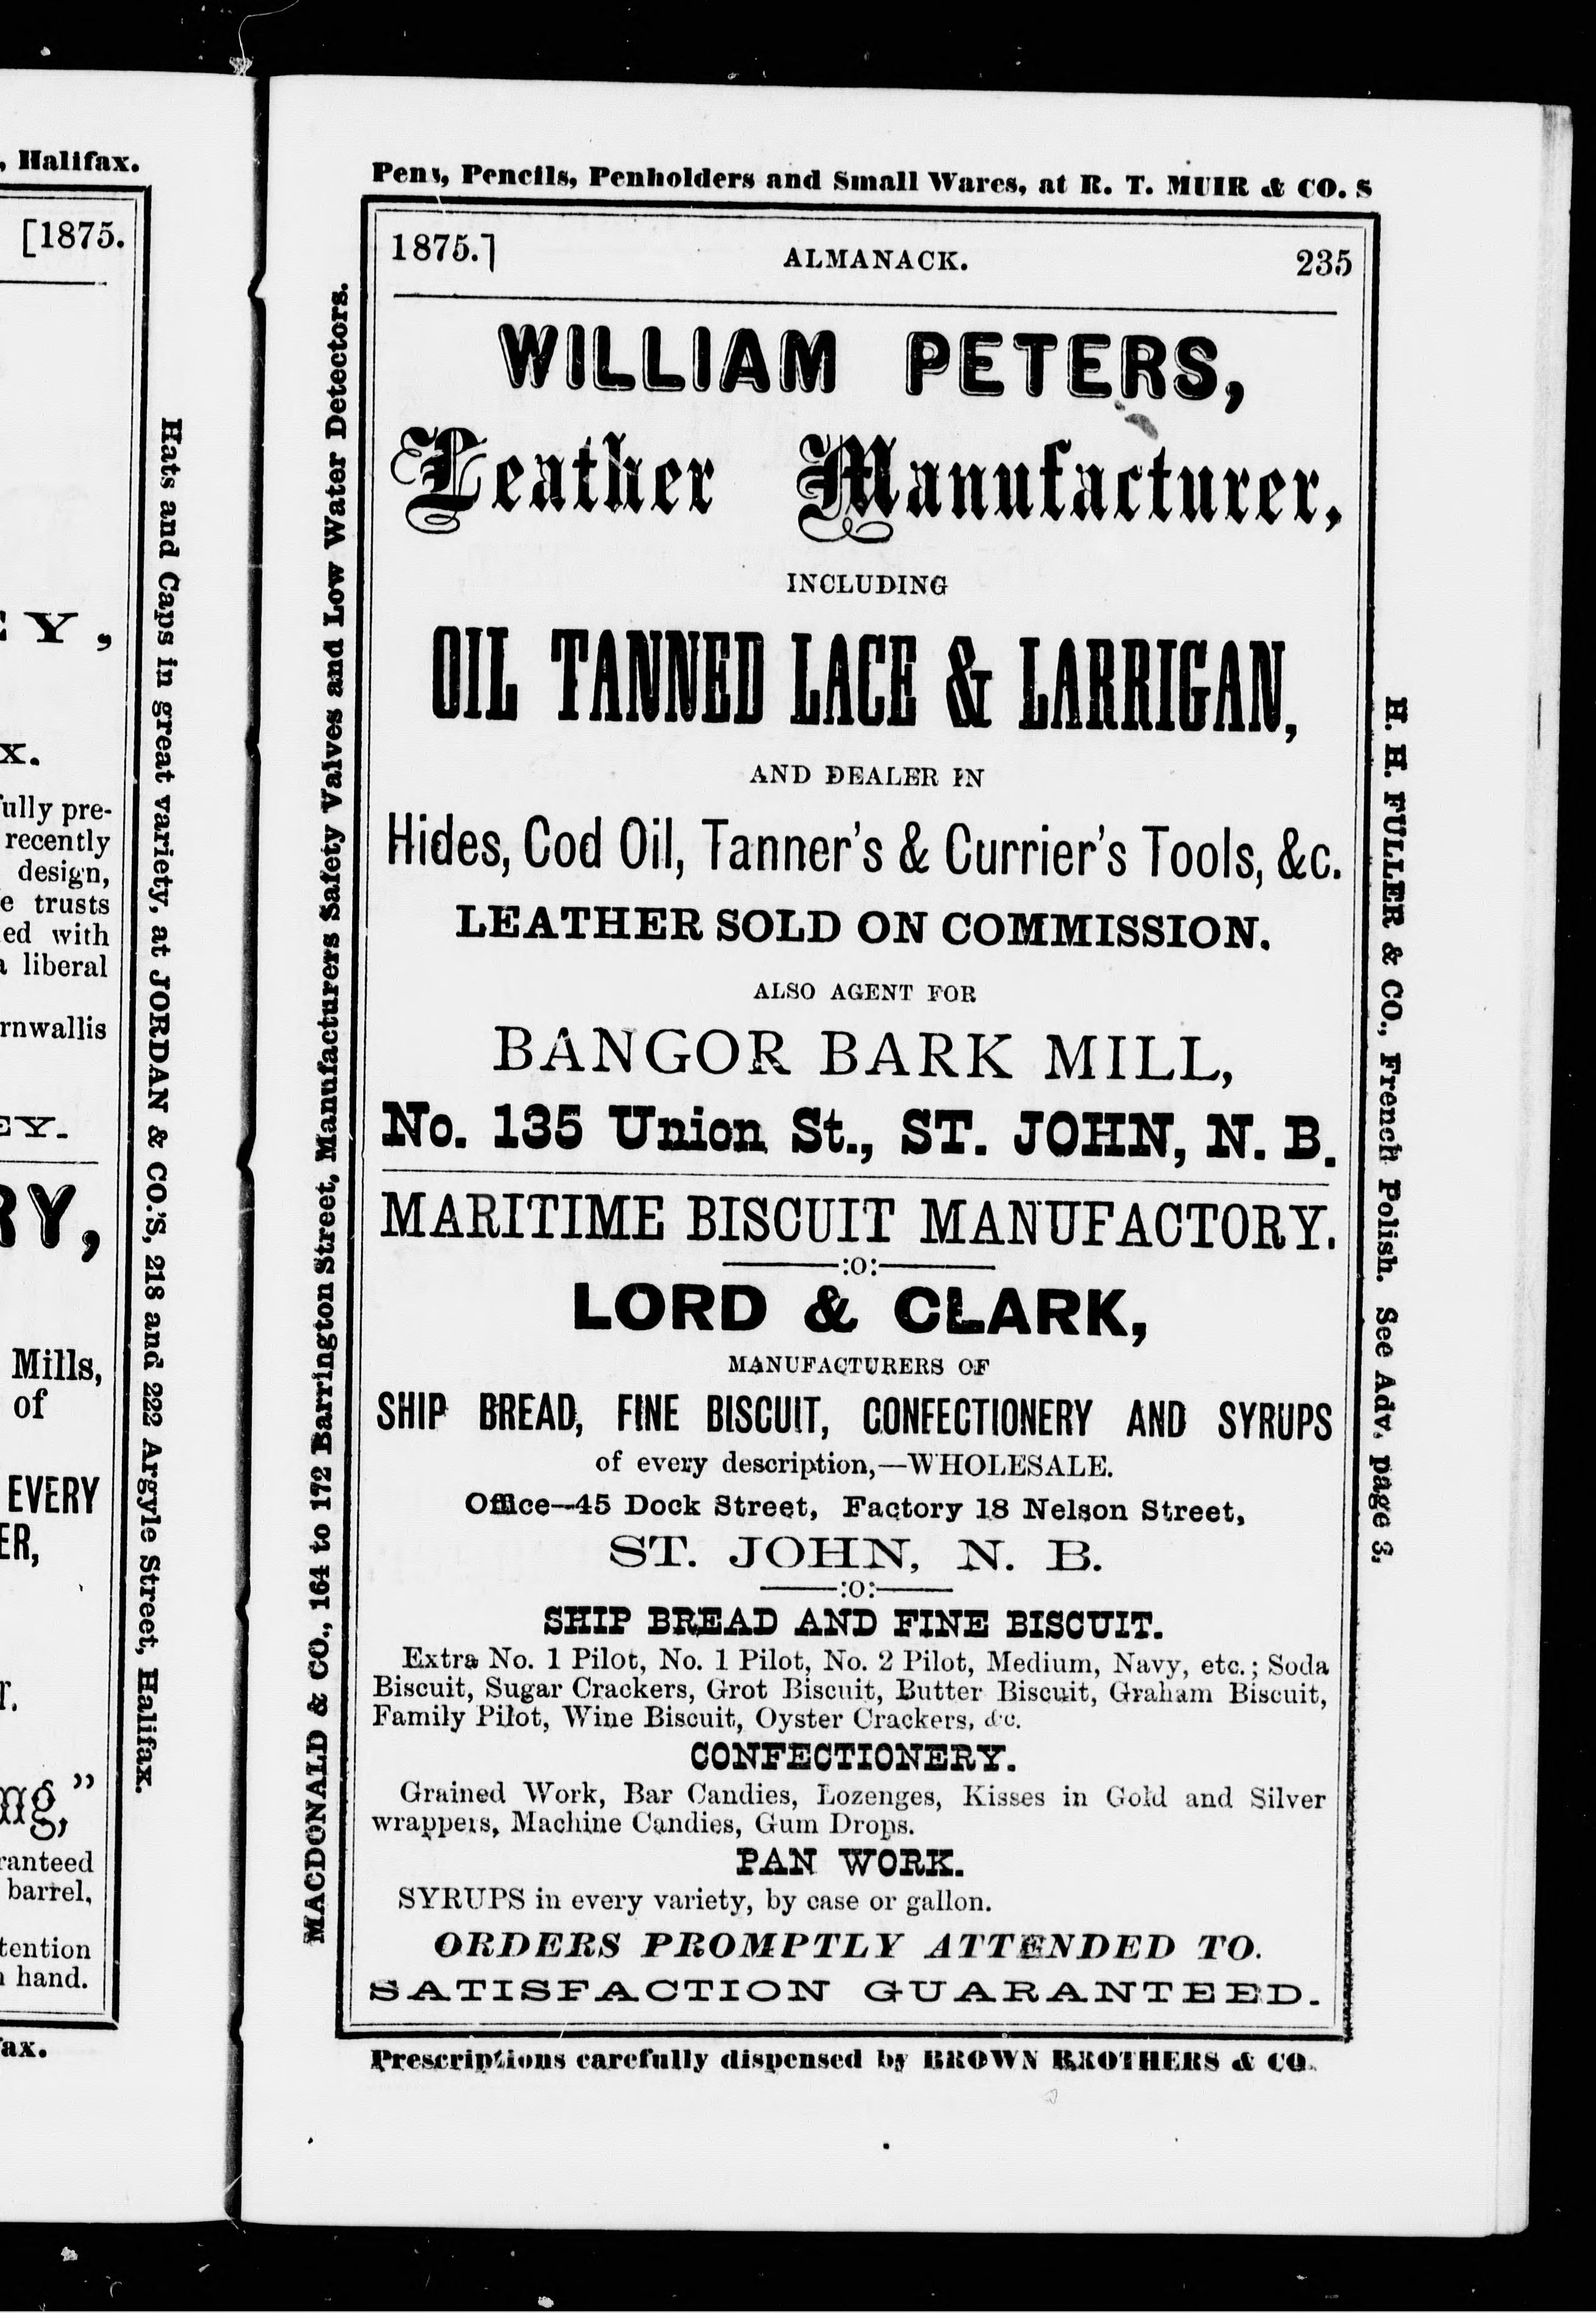 , Halifax.
[1875.
EY,
x.
fully pre-
recently
design,
e trusts
ed with
a liberal
rnwallis
EY.
RY,
Mills,
of
EVERY
ER,
T.
ng,”
ranteed
barrel,
tention
hand.
fax.
Hats and Caps in great variety, at JORDAN & CO.'S, 218 and 222 Argyle Street, Halifax.
MACDONALD & CO., 164 to 172 Barrington Street, Manufacturers Safety Valves and Low Water Detectors.
Pens, Pencils, Penholders and Small Wares, at R. T. MUIR & CO. S
1875.] ALMANACK. 235
WILLIAM PETERS,
Leather Manufacturer,
INCLUDING
OIL TANNED LACE & LARRIGAN,
AND DEALER IN
Hides, Cod Oil, Tanner's & Currier's Tools, &c.
LEATHER SOLD ON COMMISSION.
ALSO AGENT FOR
BANGOR BARK MILL,
No. 135 Union St., ST. JOHN, N. B.
MARITIME BISCUIT MANUFACTORY.
:o:
LORD & CLARK,
MANUFACTURERS OF
SHIP BREAD, FINE BISCUIT, CONFECTIONERY AND SYRUPS
of every description,—WHOLESALE.
Office—45 Dock Street, Factory 18 Nelson Street,
ST. JOHN, N. B.
:o:
SHIP BREAD AND FINE BISCUIT.
Extra No. 1 Pilot, No. 1 Pilot, No. 2 Pilot, Medium, Navy, etc.; Soda
Biscuit, Sugar Crackers, Grot Biscuit, Butter Biscuit, Graham Biscuit,
Family Pilot, Wine Biscuit, Oyster Crackers, &c.
CONFECTIONERY.
Grained Work, Bar Candies, Lozenges, Kisses in Gold and Silver
wrappers, Machine Candies, Gum Drops.
PAN WORK.
SYRUPS in every variety, by case or gallon.
ORDERS PROMPTLY ATTENDED TO.
SATISFACTION GUARANTEED.
Prescriptions carefully dispensed by BROWN BROTHERS & CO.
H. H. FULLER & CO., French Polish. See Adv. page 3.